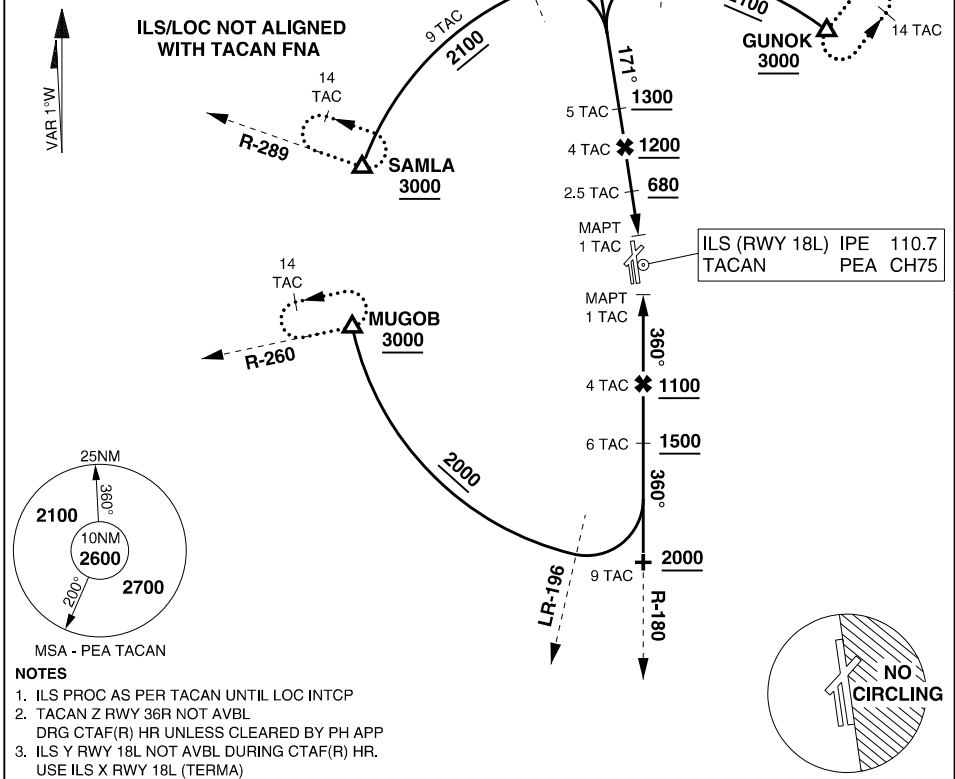 ILS/LOC NOT ALIGNED
WITH TACAN FNA
VAR 1°W
9 TAC
2100
2100
GUNOK
3000
14 TAC
14
TAC
R-289
SAMLA
3000
171°
5 TAC
1300
4 TAC
1200
2.5 TAC
680
MAPT
1 TAC
ILS (RWY 18L) IPE 110.7
TACAN PEA CH75
14
TAC
MUGOB
3000
R-260
MAPT
1 TAC
360°
4 TAC
1100
6 TAC
1500
360°
2000
9 TAC
2000
LR-196
R-180
25NM
360°
2100
10NM
2600
2700
200°
MSA - PEA TACAN
NO
CIRCLING
NOTES
1. ILS PROC AS PER TACAN UNTIL LOC INTCP
2. TACAN Z RWY 36R NOT AVBL
DRG CTAF(R) HR UNLESS CLEARED BY PH APP
3. ILS Y RWY 18L NOT AVBL DURING CTAF(R) HR.
USE ILS X RWY 18L (TERMA)